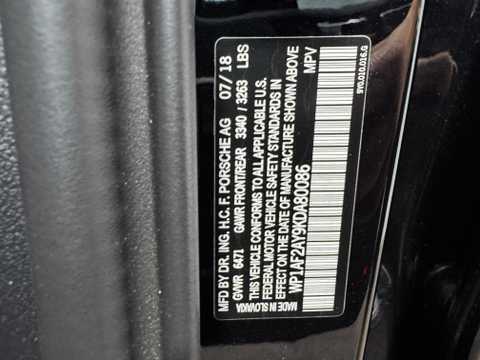 MFD BY DR. ING. H.C. F. PORSCHE AG 07/18
GVWR 6471 GAWR FRONT/REAR 3340 / 3263 LBS
THIS VEHICLE CONFORMS TO ALL APPLICABLE U.S.
FEDERAL MOTOR VEHICLE SAFETY STANDARDS IN
EFFECT ON THE DATE OF MANUFACTURE SHOWN ABOVE
WP1AF2AY9KDA80086 MPV
MADE IN SLOVAKIA
9Y0.010.016.G